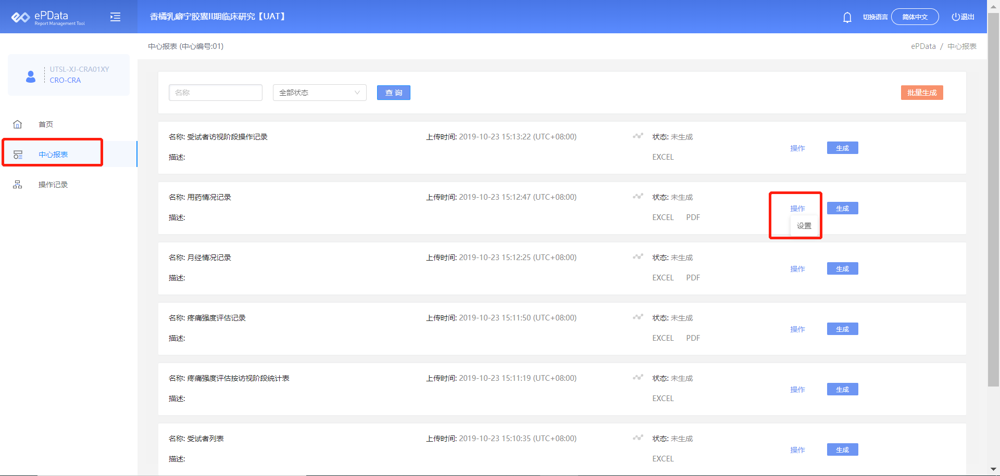 ePData
Report Management Tool
香橘乳癖宁胶囊II期临床研究【UAT】
切换语言
简体中文
退出
中心报表 (中心编号:01)
ePData / 中心报表
UTSL-XJ-CRA01XY
CRO-CRA
首页
中心报表
操作记录
名称
全部状态
查 询
批量生成
名称: 受试者访视阶段操作记录
上传时间: 2019-10-23 15:13:22 (UTC+08:00)
状态: 未生成
操作
生成
描述:
EXCEL
名称: 用药情况记录
上传时间: 2019-10-23 15:12:47 (UTC+08:00)
状态: 未生成
操作
生成
描述:
EXCEL PDF
设置
名称: 月经情况记录
上传时间: 2019-10-23 15:12:25 (UTC+08:00)
状态: 未生成
操作
生成
描述:
EXCEL PDF
名称: 疼痛强度评估记录
上传时间: 2019-10-23 15:11:50 (UTC+08:00)
状态: 未生成
操作
生成
描述:
EXCEL PDF
名称: 疼痛强度评估按访视阶段统计表
上传时间: 2019-10-23 15:11:19 (UTC+08:00)
状态: 未生成
操作
生成
描述:
EXCEL
名称: 受试者列表
上传时间: 2019-10-23 15:10:35 (UTC+08:00)
状态: 未生成
操作
生成
描述:
EXCEL